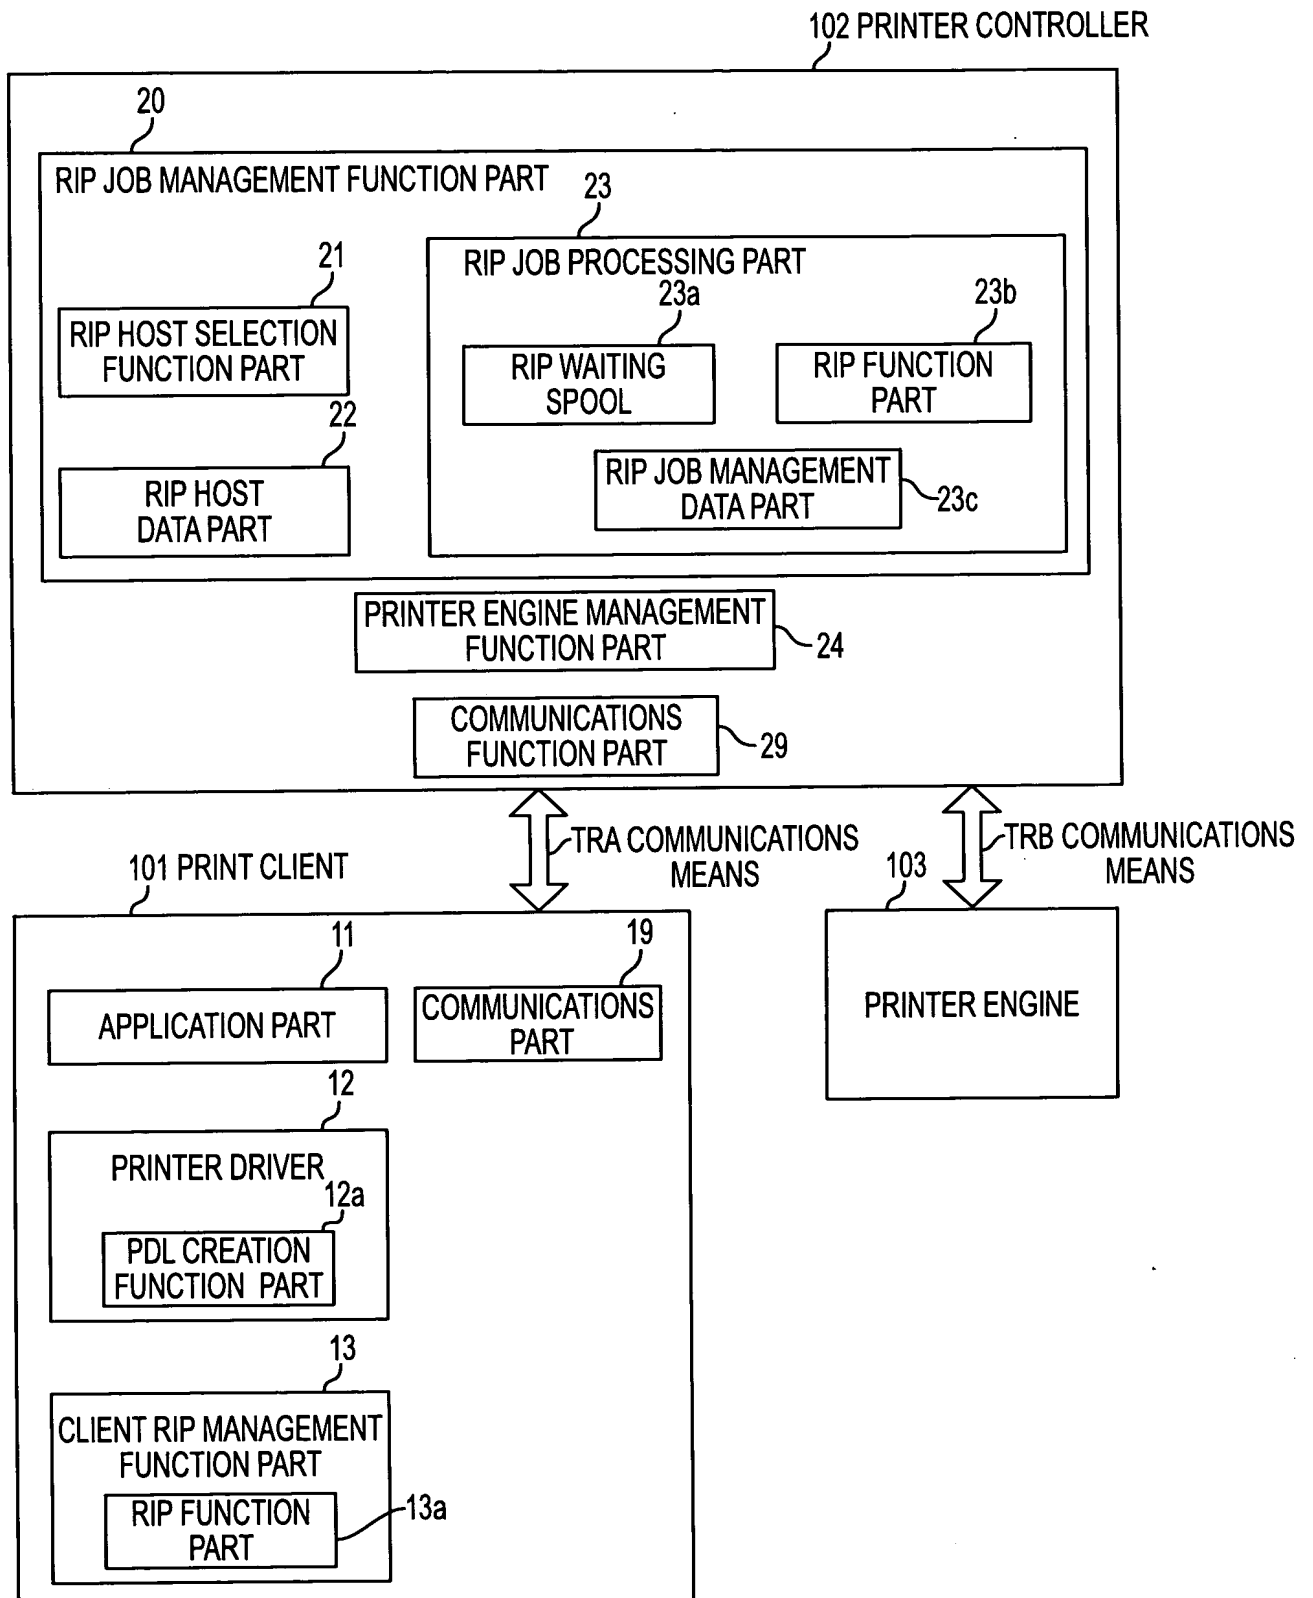 102 PRINTER CONTROLLER
20
RIP JOB MANAGEMENT FUNCTION PART
23
RIP JOB PROCESSING PART
21
23a
23b
RIP HOST SELECTION
FUNCTION PART
RIP WAITING
SPOOL
RIP FUNCTION
PART
22
RIP HOST
DATA PART
RIP JOB MANAGEMENT
DATA PART
23c
PRINTER ENGINE MANAGEMENT
FUNCTION PART
24
COMMUNICATIONS
FUNCTION PART
29
TRA COMMUNICATIONS
MEANS
TRB COMMUNICATIONS
MEANS
101 PRINT CLIENT
103
11
19
APPLICATION PART
COMMUNICATIONS
PART
PRINTER ENGINE
12
PRINTER DRIVER
12a
PDL CREATION
FUNCTION PART
13
CLIENT RIP MANAGEMENT
FUNCTION PART
RIP FUNCTION
PART
13a